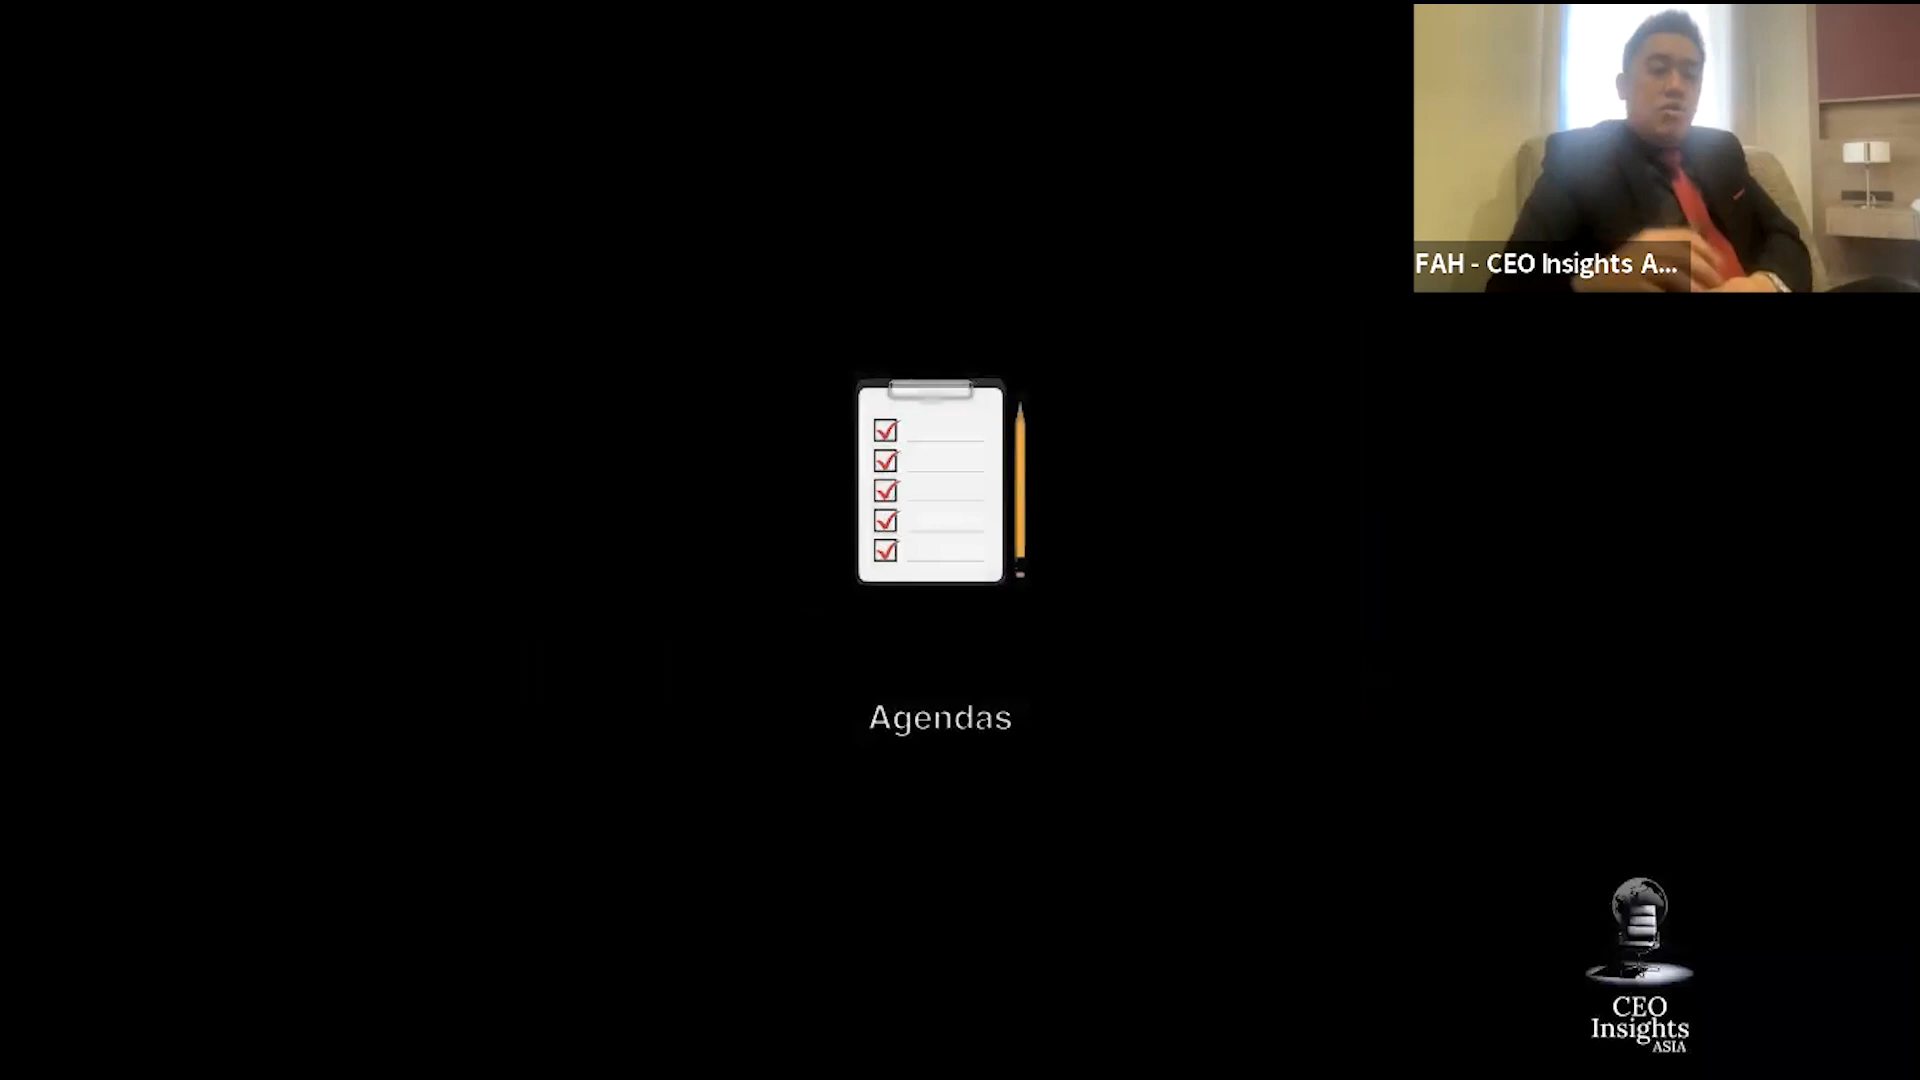 FAH - CEO Insights A...
Agendas
CEO
Insights
ASIA